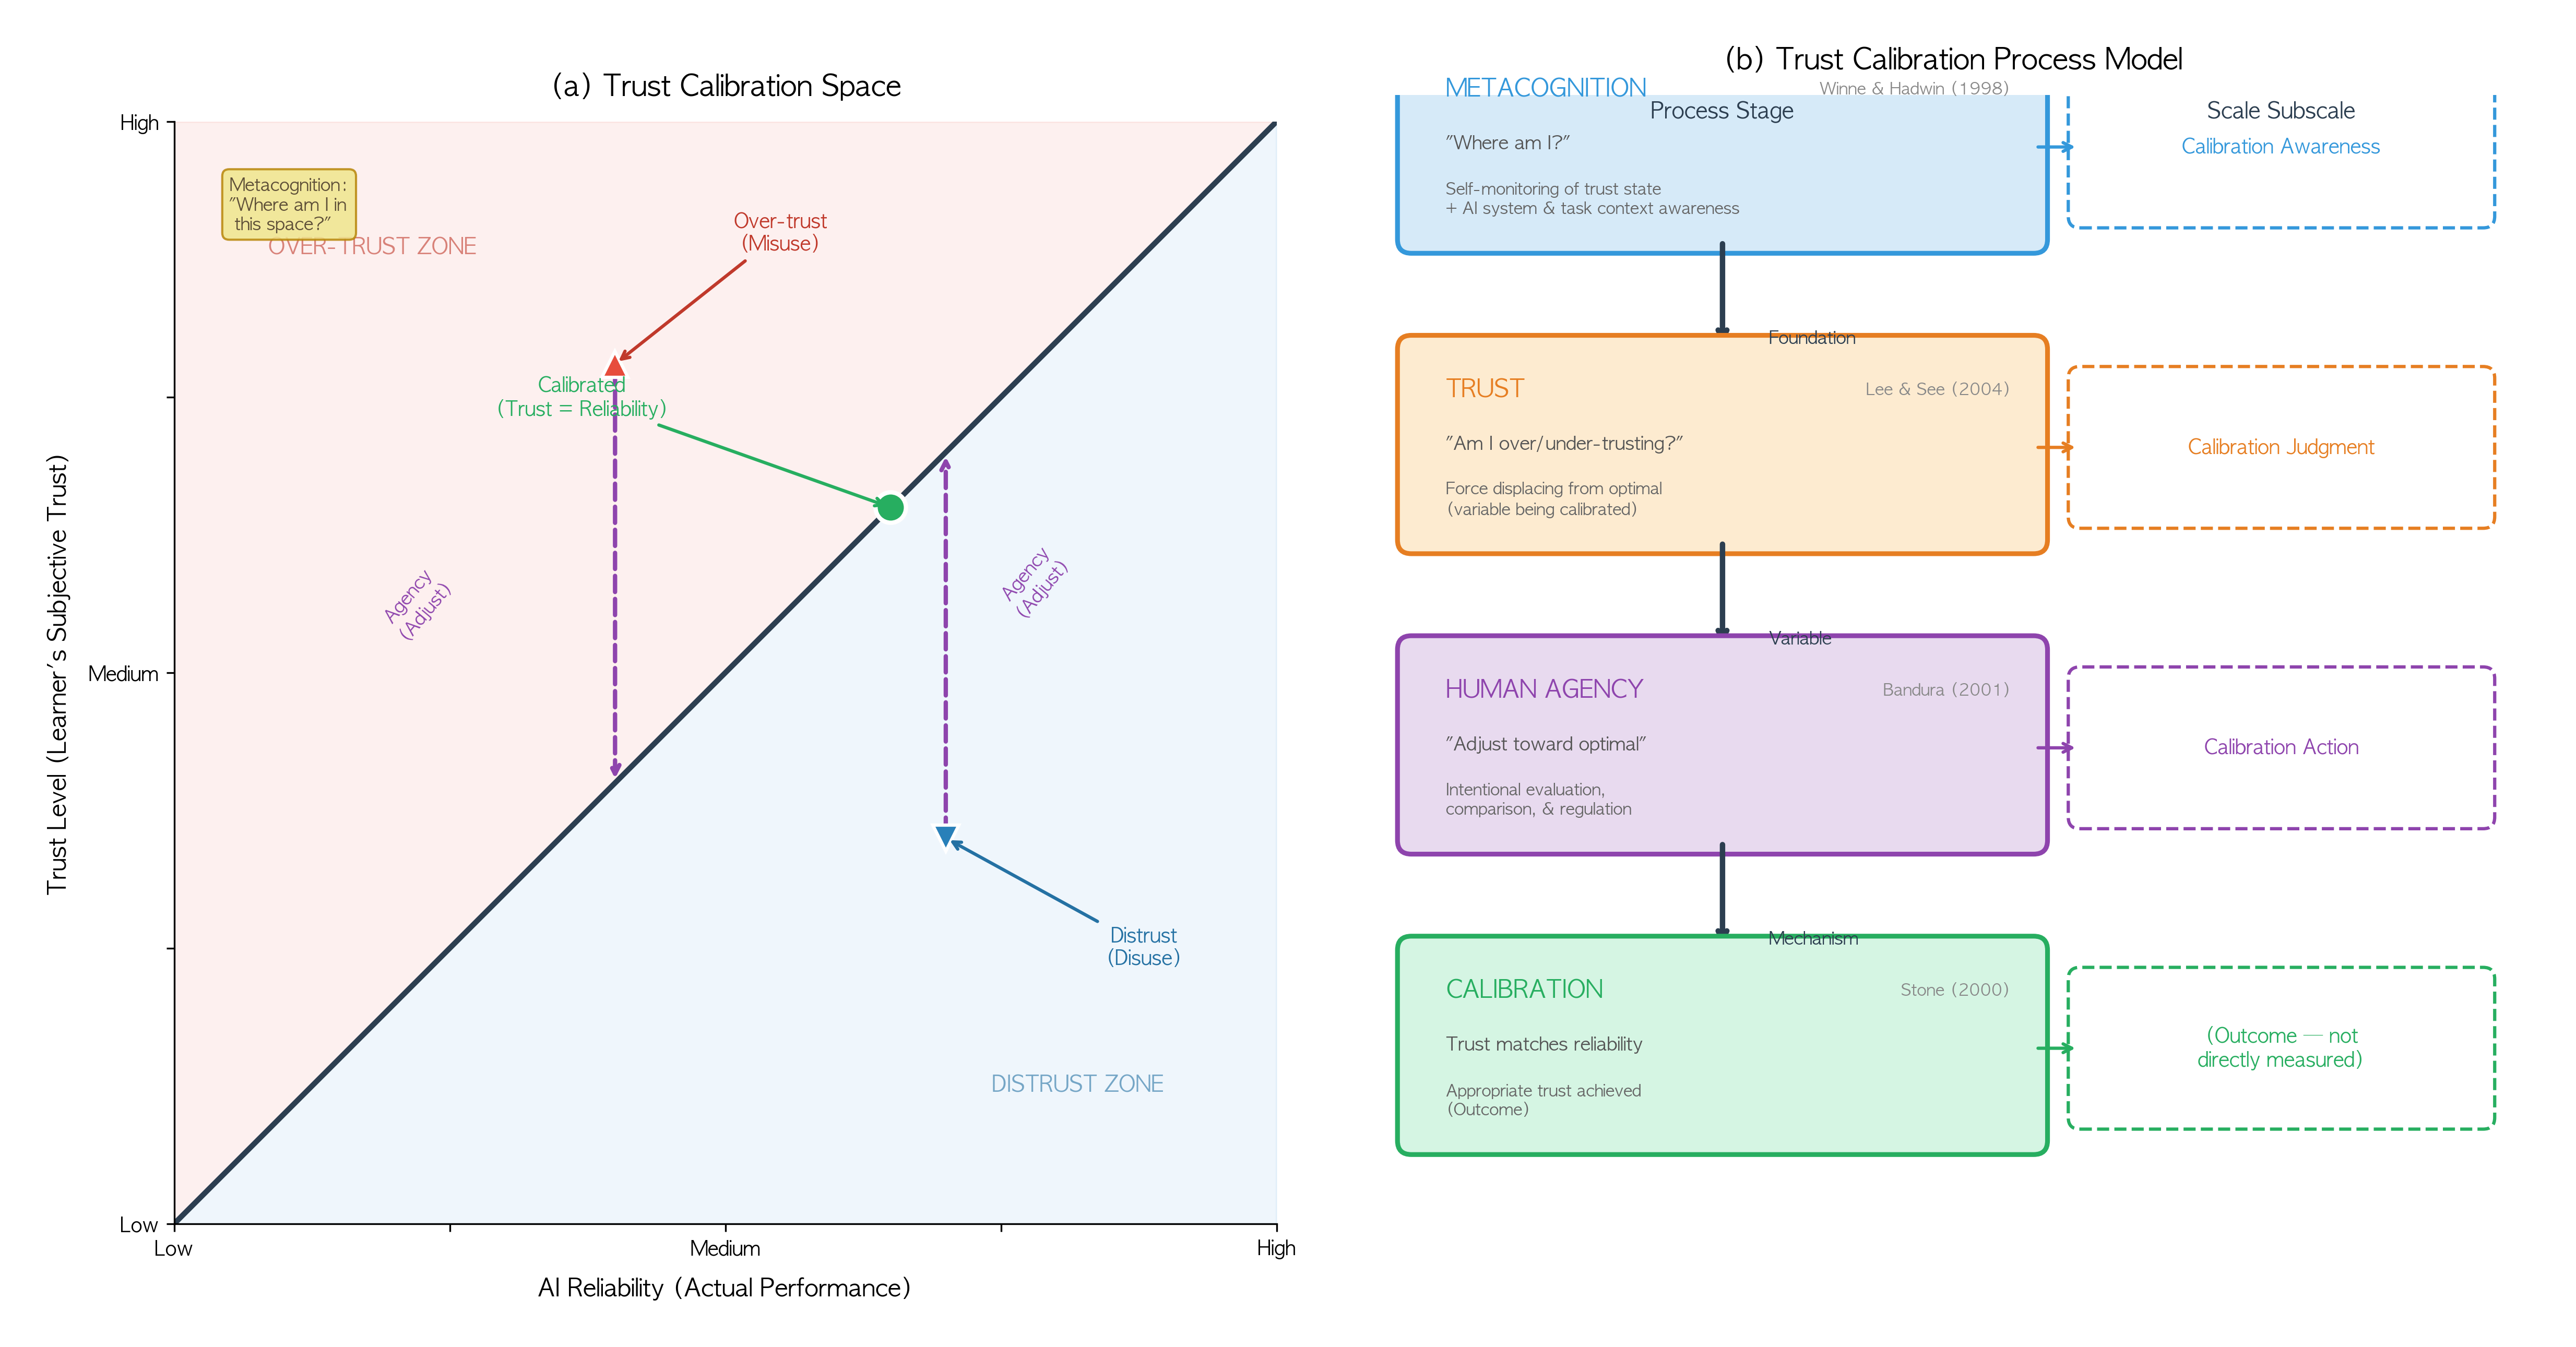 (a) Trust Calibration Space
High
Metacognition:
"Where am I in
this space?"
OVER-TRUST ZONE
Over-trust
(Misuse)
Calibrated
(Trust = Reliability)
Agency
(Adjust)
Agency
(Adjust)
Medium
Distrust
(Disuse)
DISTRUST ZONE
Low
Low
Medium
High
Trust Level (Learner's Subjective Trust)
AI Reliability (Actual Performance)
(b) Trust Calibration Process Model
METACOGNITION
Winne & Hadwin (1998)
Process Stage
Scale Subscale
"Where am I?"
Calibration Awareness
Self-monitoring of trust state
+ AI system & task context awareness
Foundation
TRUST
Lee & See (2004)
"Am I over/under-trusting?"
Calibration Judgment
Force displacing from optimal
(variable being calibrated)
Variable
HUMAN AGENCY
Bandura (2001)
"Adjust toward optimal"
Calibration Action
Intentional evaluation,
comparison, & regulation
Mechanism
CALIBRATION
Stone (2000)
Trust matches reliability
(Outcome — not
directly measured)
Appropriate trust achieved
(Outcome)